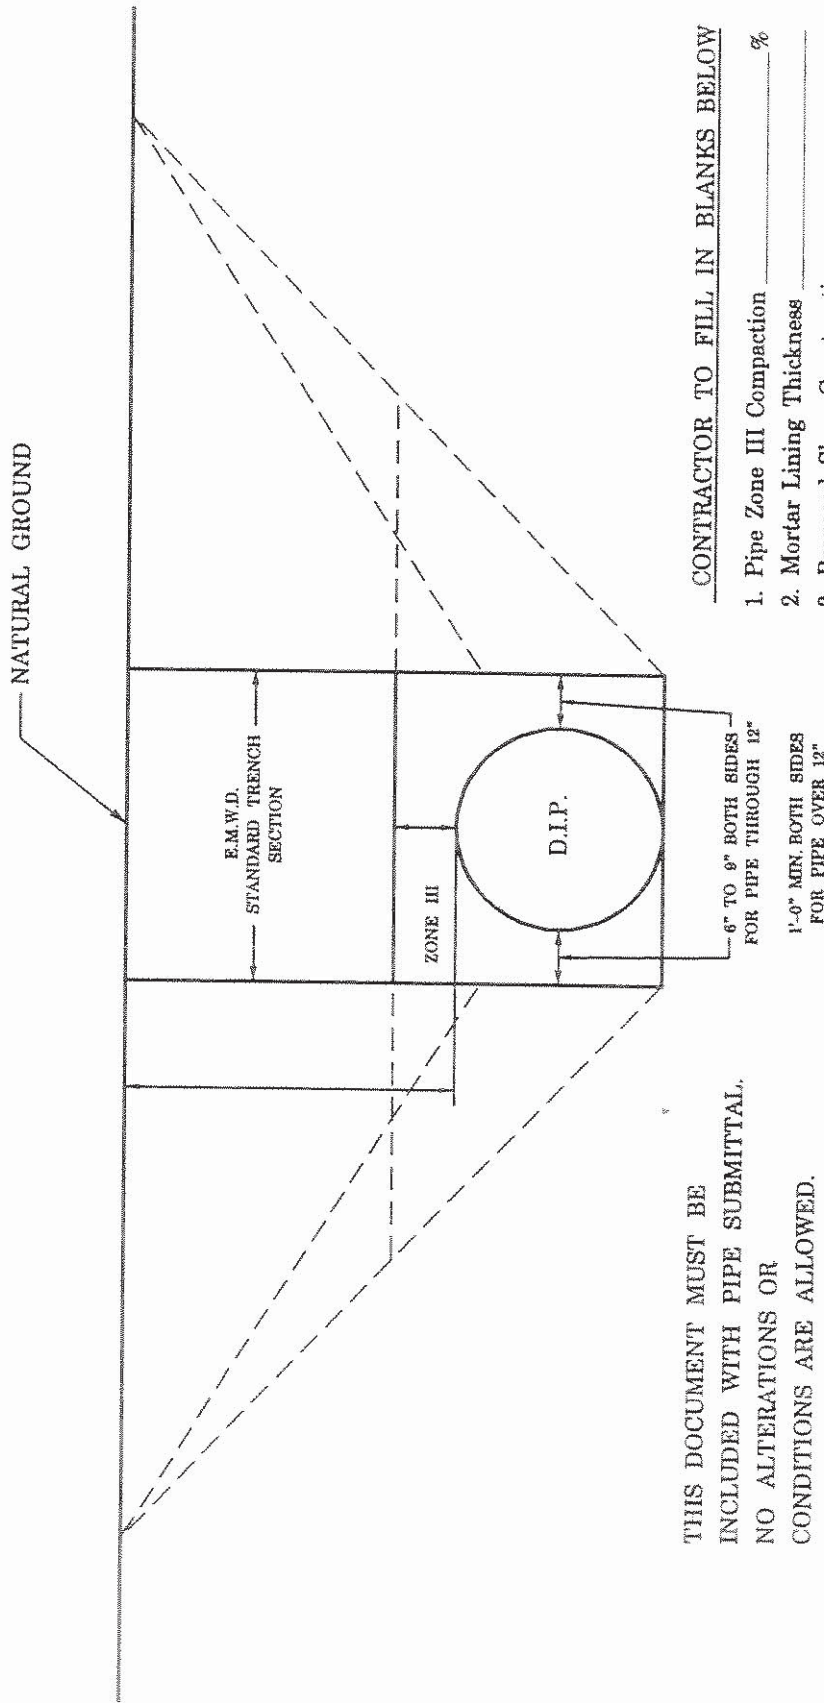 NATURAL GROUND
E.M.W.D.
STANDARD TRENCH
SECTION
ZONE III
D.I.P.
6" TO 9" BOTH SIDES
FOR PIPE THROUGH 12"
1'-0" MIN. BOTH SIDES
FOR PIPE OVER 12"
THIS DOCUMENT MUST BE
INCLUDED WITH PIPE SUBMITTAL.
NO ALTERATIONS OR
CONDITIONS ARE ALLOWED.
CONTRACTOR TO FILL IN BLANKS BELOW
1. Pipe Zone III Compaction ________ %
2. Mortar Lining Thickness ________